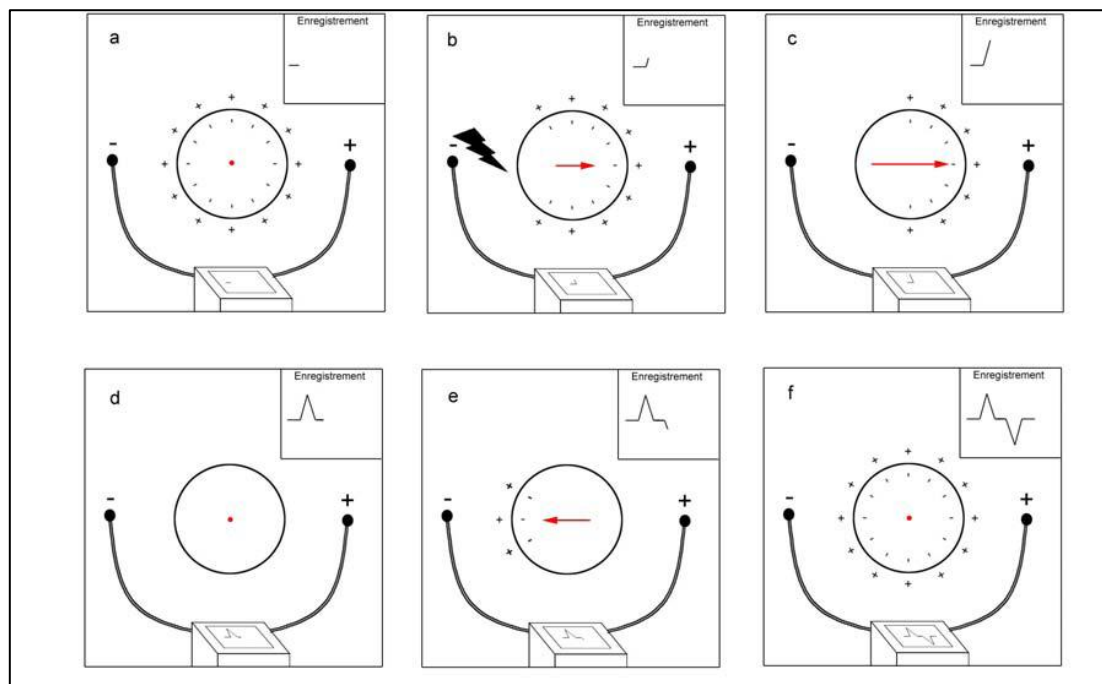 Enregistrement
a
- +
Enregistrement
b
- +
Enregistrement
c
- +
Enregistrement
d
- +
Enregistrement
e
- +
Enregistrement
f
- +